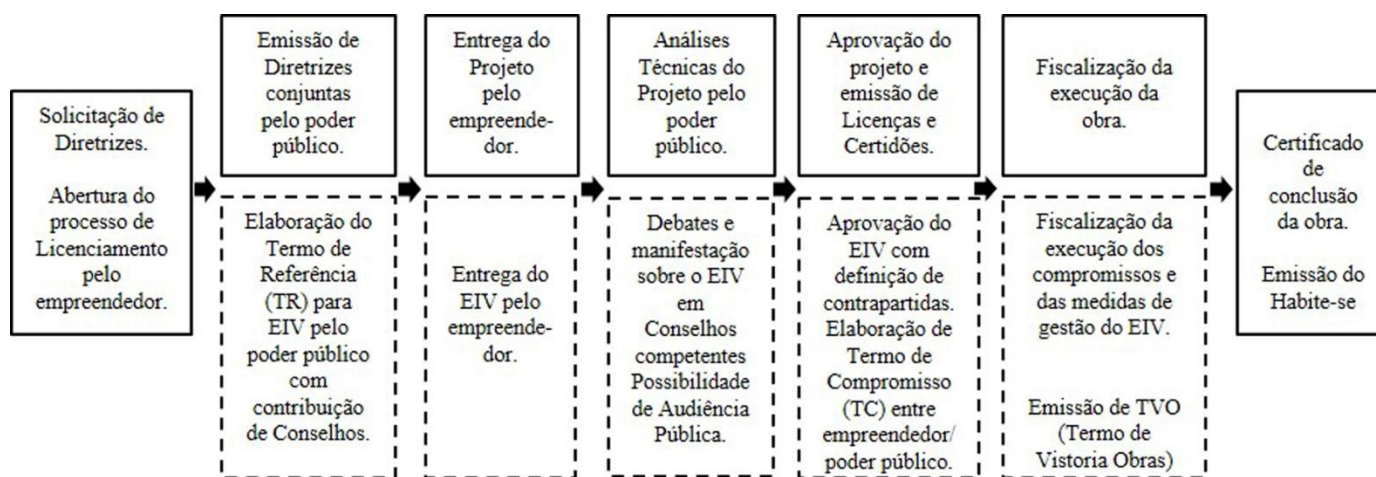 Solicitação de
Diretrizes.
Abertura do
processo de
Licenciamento
pelo
empreendedor.
Emissão de
Diretrizes
conjuntas
pelo poder
público.
Elaboração do
Termo de
Referência
(TR) para
EIV pelo
poder público
com
contribuição
de Conselhos.
Entrega do
Projeto
pelo
empreende-
dor.
Entrega do
EIV pelo
empreende-
dor.
Análises
Técnicas do
Projeto pelo
poder
público.
Debates e
manifestação
sobre o EIV
em
Conselhos
competentes
Possibilidade
de Audiência
Pública.
Aprovação do
projeto e
emissão de
Licenças e
Certidões.
Aprovação do
EIV com
definição de
contrapartidas.
Elaboração de
Termo de
Compromisso
(TC) entre
empreendedor/
poder público.
Fiscalização da
execução da
obra.
Fiscalização da
execução dos
compromissos e
das medidas de
gestão do EIV.
Emissão de TVO
(Termo de
Vistoria Obras)
Certificado
de
conclusão
da obra.
Emissão do
Habite-se